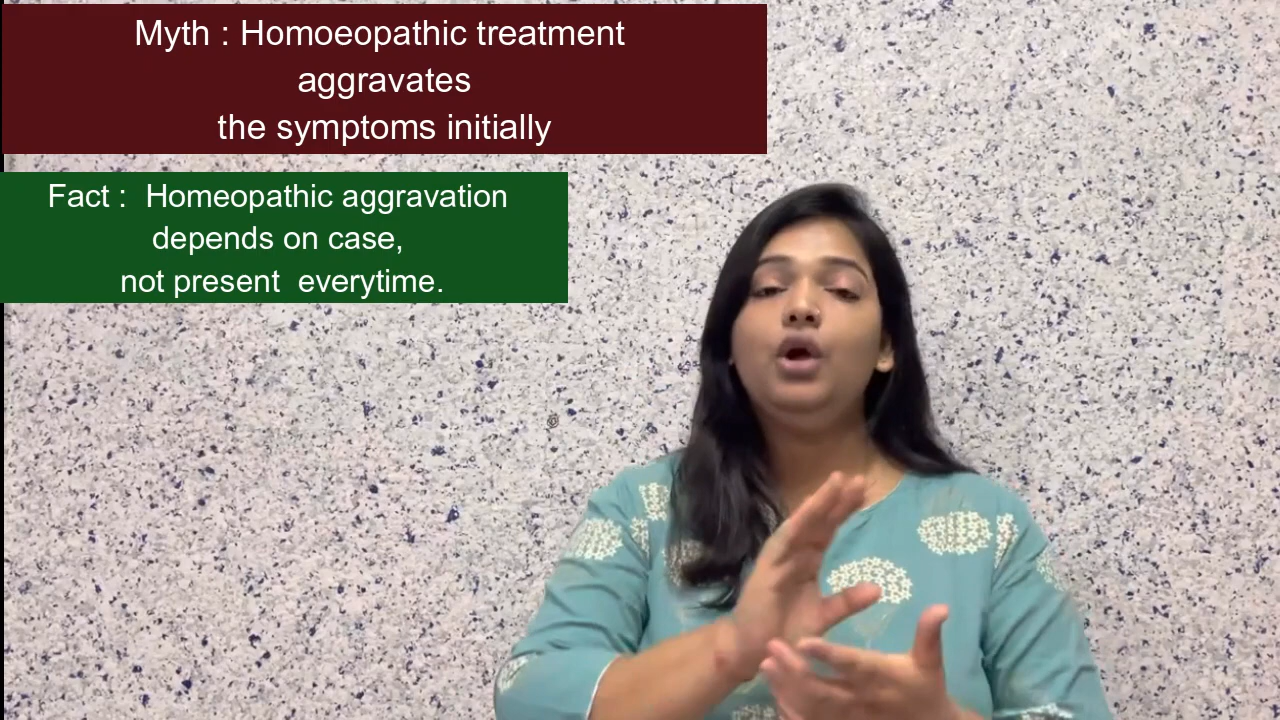 Myth : Homoeopathic treatment
aggravates
the symptoms initially
Fact :  Homeopathic aggravation
depends on case,
not present  everytime.